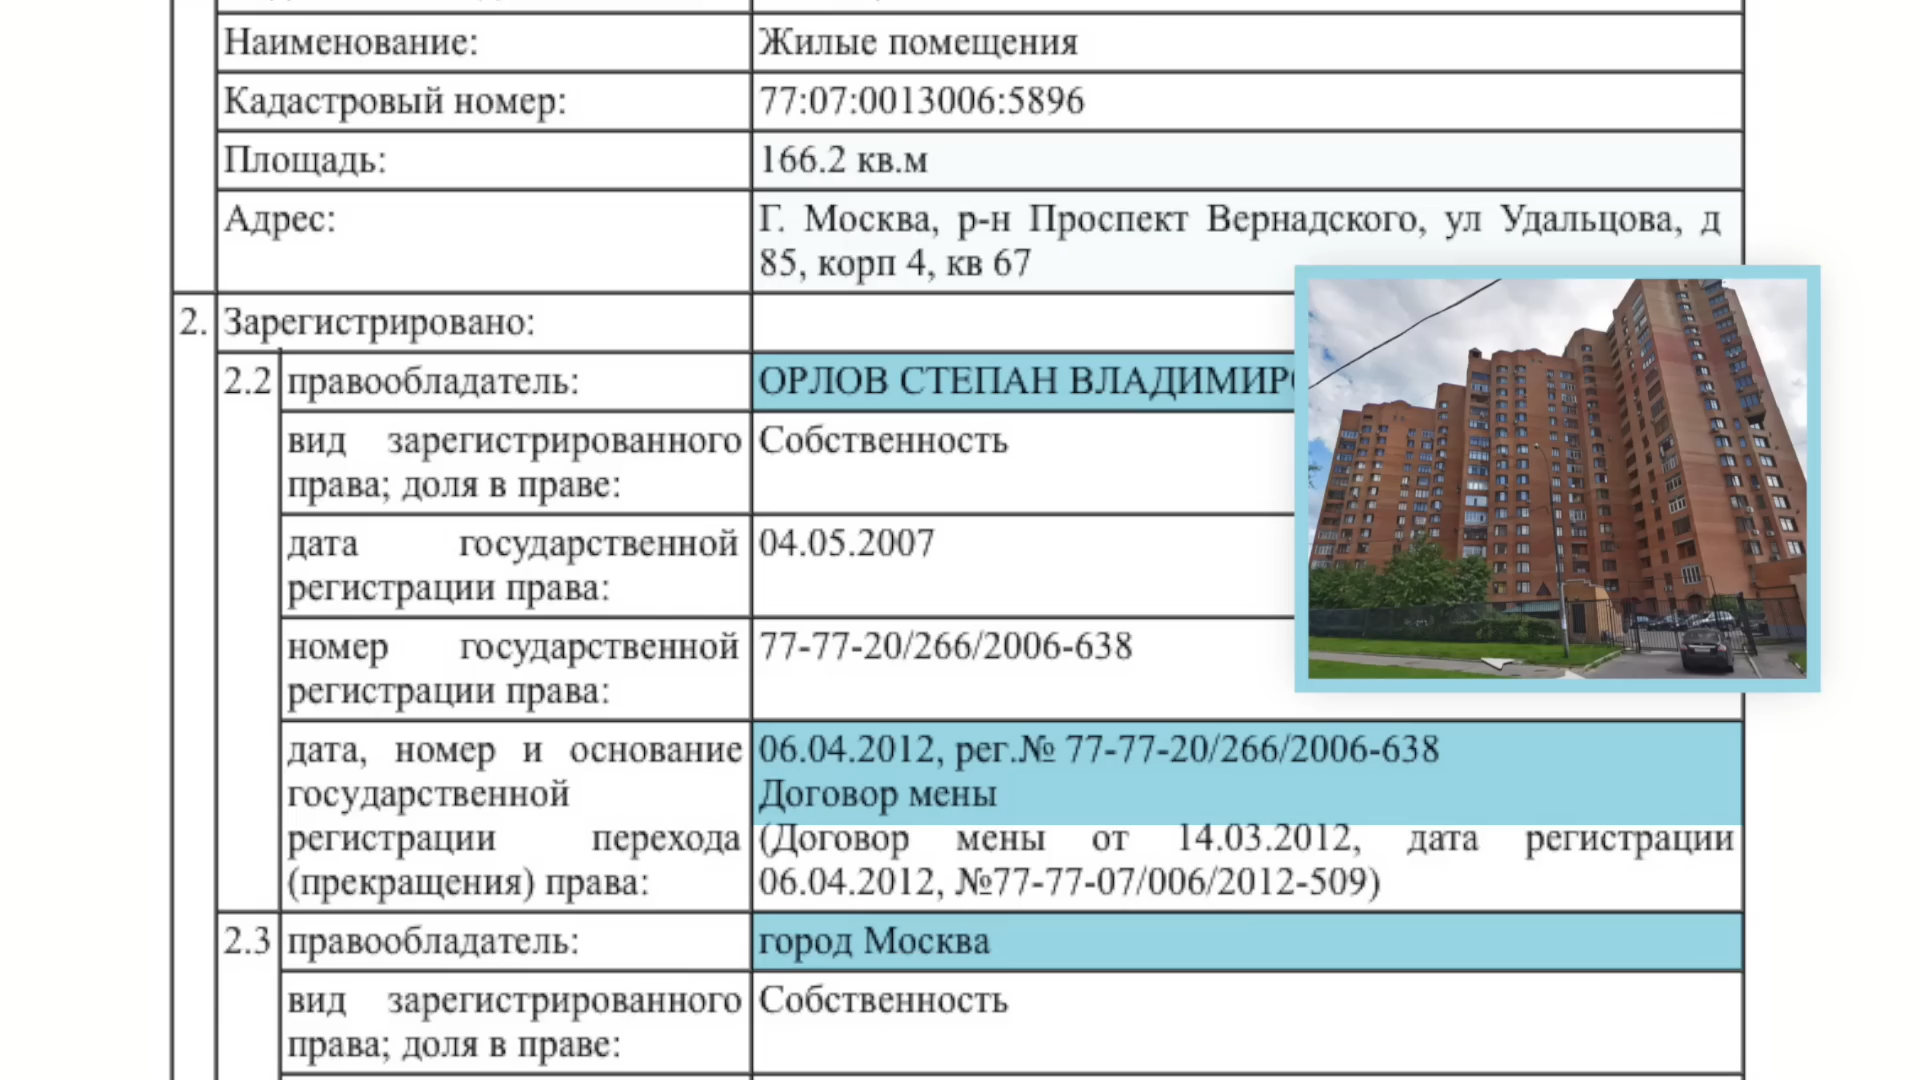 Наименование:
Жилые помещения
Кадастровый номер:
77:07:0013006:5896
Площадь:
166.2 кв.м
Адрес:
Г. Москва, р-н Проспект Вернадского, ул Удальцова, д
85, корп 4, кв 67
2. Зарегистрировано:
2.2 правообладатель:
ОРЛОВ СТЕПАН
вид зарегистрированного
права; доля в праве:
Собственность
дата государственной
регистрации права:
04.05.2007
номер государственной
регистрации права:
77-77-20/266/2006-638
дата, номер и основание
государственной
регистрации перехода
(прекращения) права:
06.04.2012, рег.№ 77-77-20/266/2006-638
Договор мены
(Договор мены от 14.03.2012, дата регистрации
06.04.2012, №77-77-07/006/2012-509)
2.3 правообладатель:
город Москва
вид зарегистрированного
права; доля в праве:
Собственность